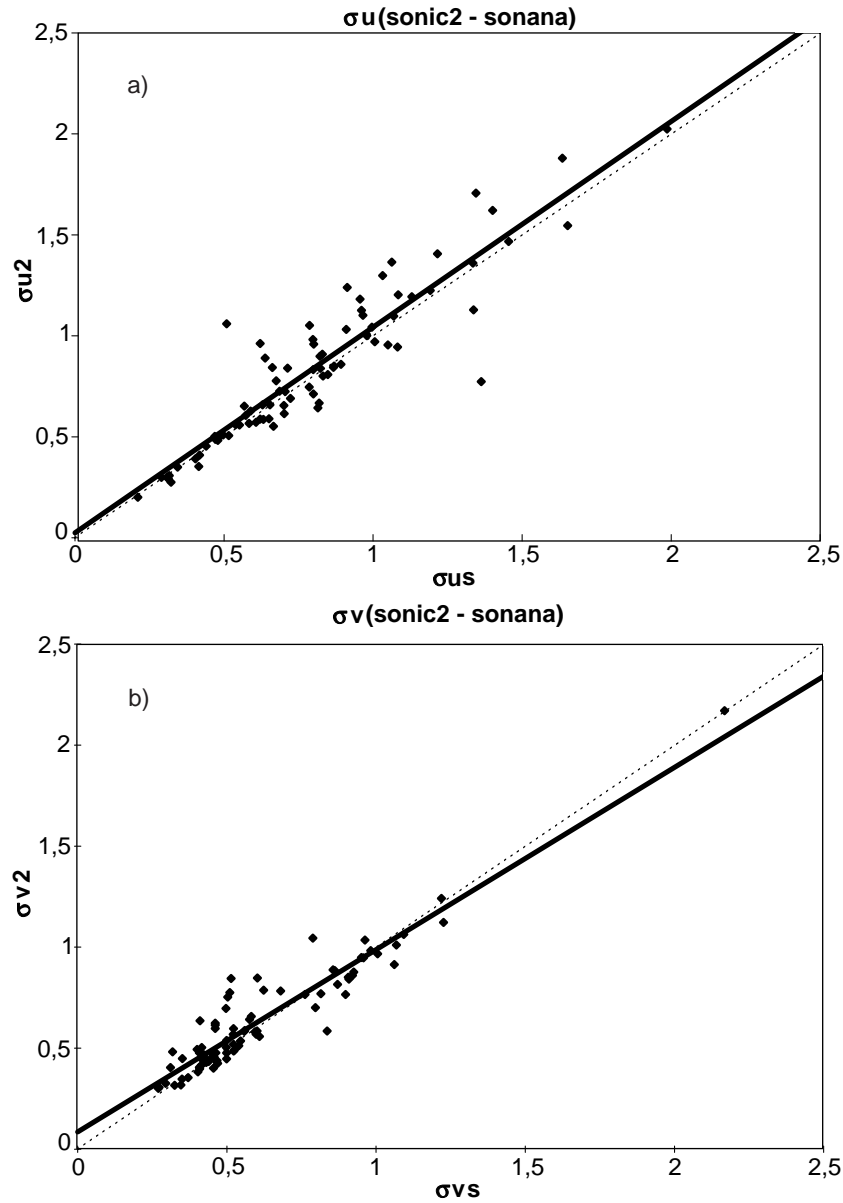 σu(sonic2 - sonana)
2,5
a)
2
1,5
σu2
1
0,5
0
0 0,5 1 1,5 2 2,5
σus
σv(sonic2 - sonana)
2,5
b)
2
1,5
σv2
1
0,5
0
0 0,5 1 1,5 2 2,5
σvs